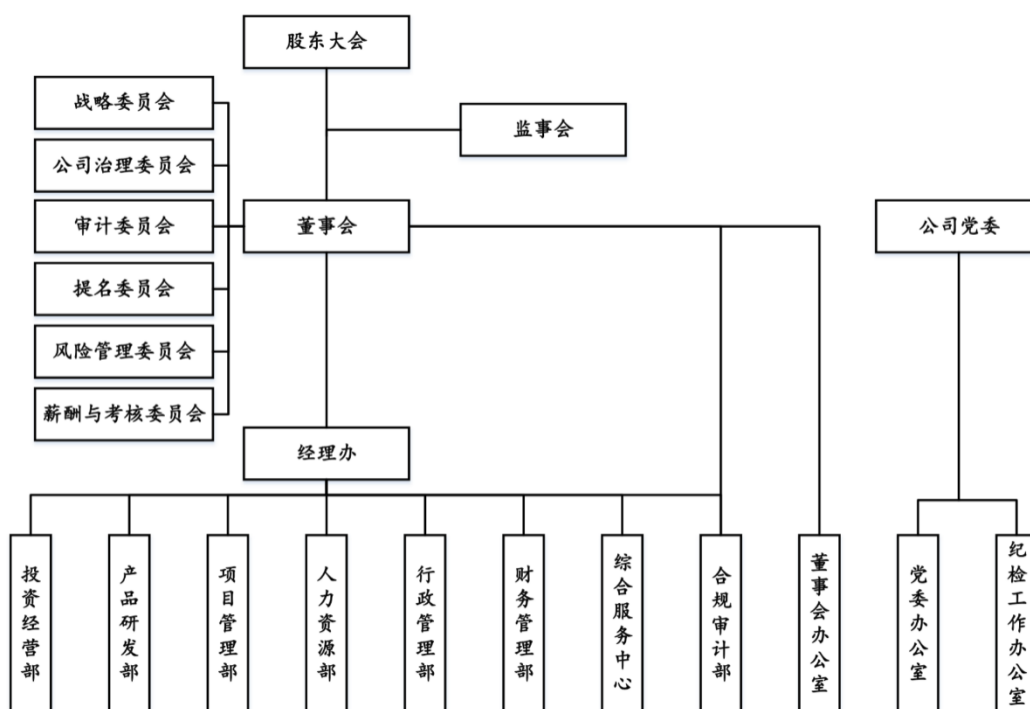 股东大会
战略委员会
监事会
公司治理委员会
审计委员会
董事会
公司党委
提名委员会
风险管理委员会
薪酬与考核委员会
经理办
投资经营部
产品研发部
项目管理部
人力资源部
行政管理部
财务管理部
综合服务中心
合规审计部
董事会办公室
党委办公室
纪检工作办公室